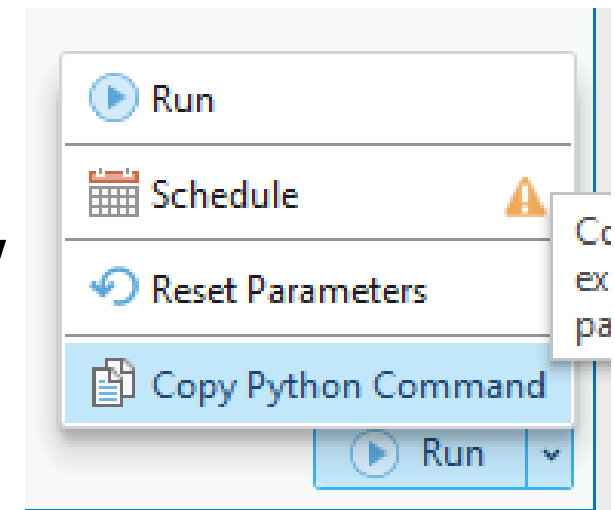 Run
Schedule
Reset Parameters
Copy Python Command
Run